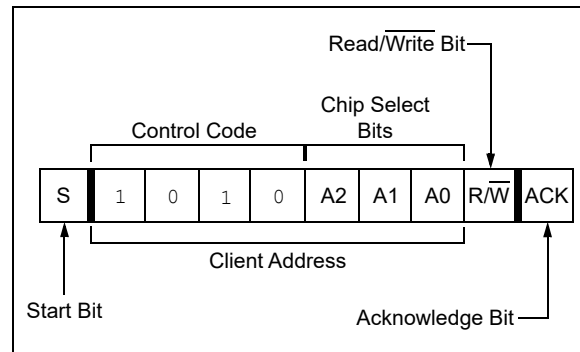 Read/Write Bit
Chip Select
Bits
Control Code
S 1 0 1 0 A2 A1 A0 R/W ACK
Client Address
Start Bit
Acknowledge Bit